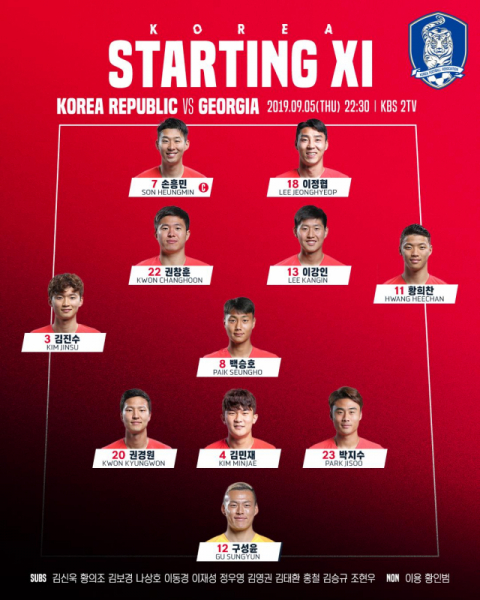 KOREA
STARTING XI
KOREA REPUBLIC VS GEORGIA 2019.09.05(THU) 22:30 | KBS 2TV
7 손흥민 C
SON HEUNGMIN
18 이정협
LEE JEONGHYEOP
22 권창훈
KWON CHANGHOON
13 이강인
LEE KANGIN
11 황희찬
HWANG HEECHAN
3 김진수
KIM JINSU
8 백승호
PAIK SEUNGHO
20 권경원
KWON KYUNGWON
4 김민재
KIM MINJAE
23 박지수
PARK JISOO
12 구성윤
GU SUNGYUN
SUBS 김신욱 황의조 김보경 나상호 이동경 이재성 정우영 김영권 김태환 홍철 김승규 조현우 NON 이용 황인범